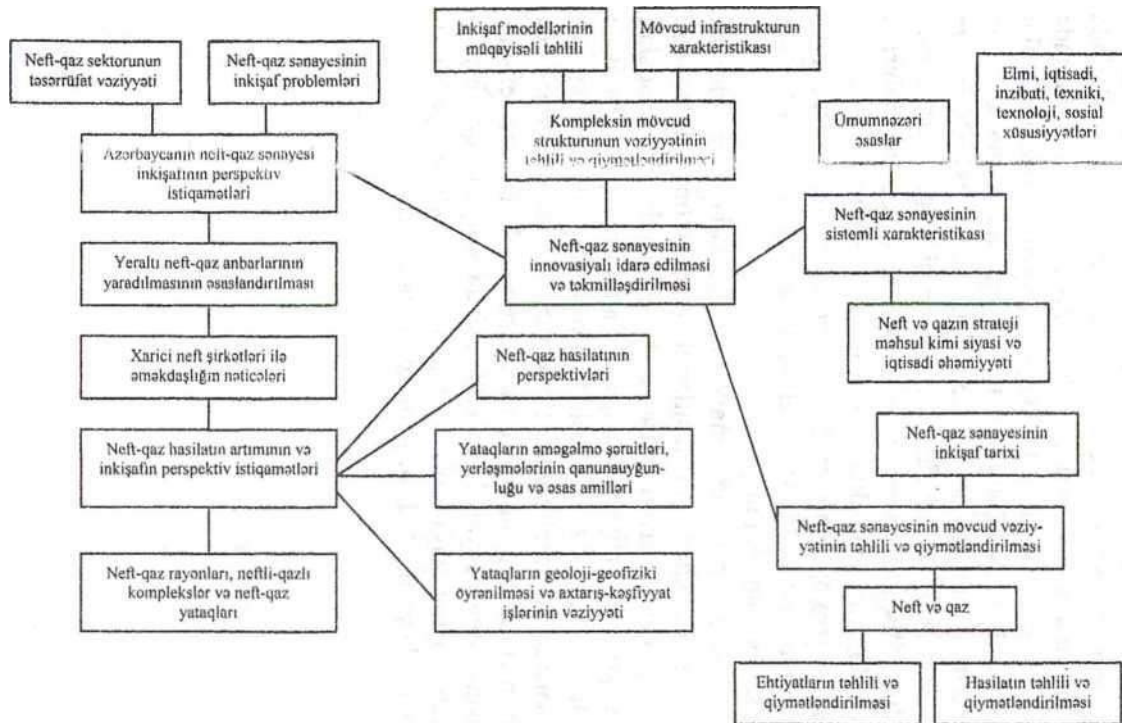 Neft-qaz sektorunun
təsərrüfat vəziyyəti
Neft-qaz sənayesinin
inkişaf problemləri
İnkişaf modellərinin
müqayisəli təhlili
Mövcud infrastrukturun
xarakteristikası
Elmi, iqtisadi,
inzibati, texniki,
texnoloji, sosial
xüsusiyyətləri
Ümumnəzəri
əsaslar
Azərbaycanın neft-qaz sənayesi
inkişafının perspektiv
istiqamətləri
Kompleksin mövcud
strukturunun vəziyyətinin
təhlili və qiymətləndirilməsi
Neft-qaz sənayesinin
sistemli xarakteristikası
Yeraltı neft-qaz anbarlarının
yaradılmasının əsaslandırılması
Neft-qaz sənayesinin
innovasiyalı idarə edilməsi
və təkmilləşdirilməsi
Neft və qazın strateji
məhsul kimi siyasi və
iqtisadi əhəmiyyəti
Xarici neft şirkətləri ilə
əməkdaşlığın nəticələri
Neft-qaz hasilatının
perspektivləri
Neft-qaz hasilatın artımının və
inkişafın perspektiv istiqamətləri
Yataqların əmələgəlmə şəraitləri,
yerləşmələrinin qanunauyğun-
luğu və əsas amilləri
Neft-qaz sənayesinin
inkişaf tarixi
Neft-qaz sənayesinin mövcud vəziy-
yətinin təhlili və qiymətləndirilməsi
Neft-qaz rayonları, neftli-qazlı
komplekslər və neft-qaz
yataqları
Yataqların geoloji-geofiziki
öyrənilməsi və axtarış-kəşfiyyat
işlərinin vəziyyəti
Neft və qaz
Ehtiyatların təhlili və
qiymətləndirilməsi
Hasilatın təhlili və
qiymətləndirilməsi